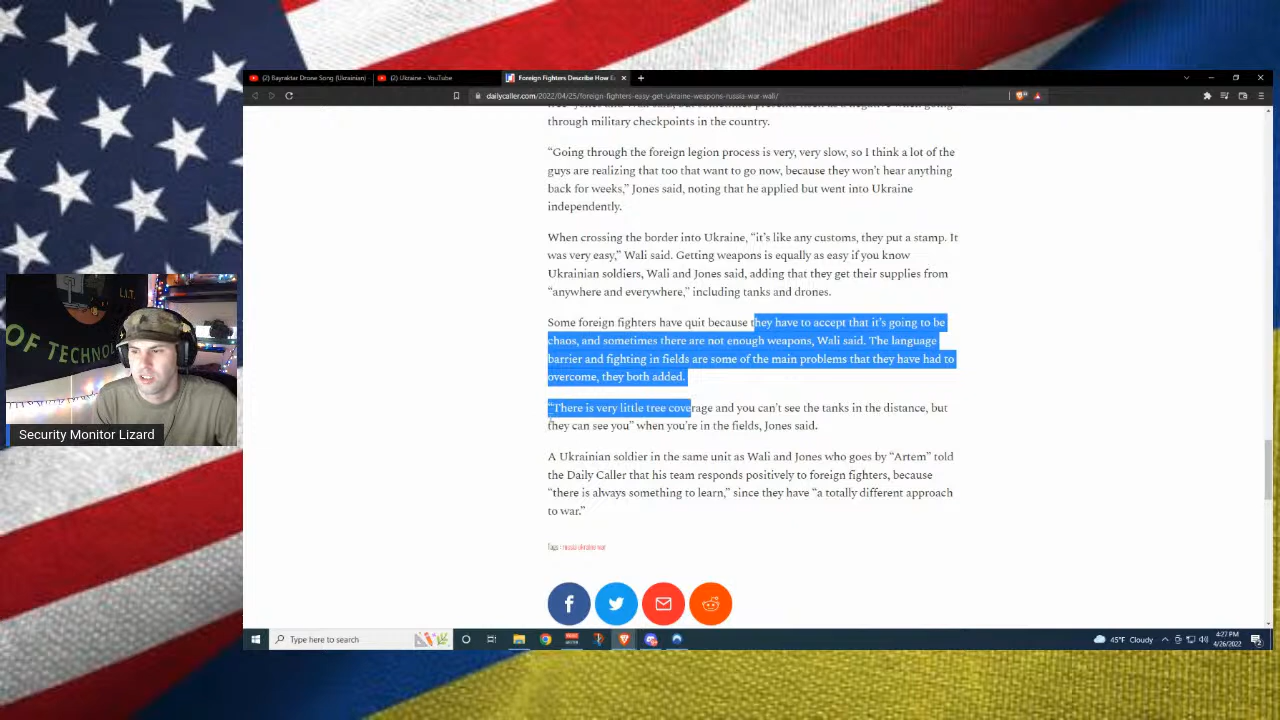 (2) Bayraktar Drone Song (Ukrainian)
(2) Ukraine - YouTube
Foreign Fighters Describe How E
dailycaller.com/2022/04/25/foreign-fighters-easy-get-ukraine-weapons-russia-war-wali/
through military checkpoints in the country.
“Going through the foreign legion process is very, very slow, so I think a lot of the
guys are realizing that too that want to go now, because they won’t hear anything
back for weeks,” Jones said, noting that he applied but went into Ukraine
independently.
When crossing the border into Ukraine, “it’s like any customs, they put a stamp. It
was very easy,” Wali said. Getting weapons is equally as easy if you know
Ukrainian soldiers, Wali and Jones said, adding that they get their supplies from
“anywhere and everywhere,” including tanks and drones.
Some foreign fighters have quit because they have to accept that it’s going to be
chaos, and sometimes there are not enough weapons, Wali said. The language
barrier and fighting in fields are some of the main problems that they have had to
overcome, they both added.
“There is very little tree coverage and you can’t see the tanks in the distance, but
they can see you” when you’re in the fields, Jones said.
A Ukrainian soldier in the same unit as Wali and Jones who goes by “Artem” told
the Daily Caller that his team responds positively to foreign fighters, because
“there is always something to learn,” since they have “a totally different approach
to war.”
Tags : russia ukraine war
L.I.T.
OF TECHNOL
Security Monitor Lizard
Type here to search
45°F Cloudy
4:27 PM
4/26/2022